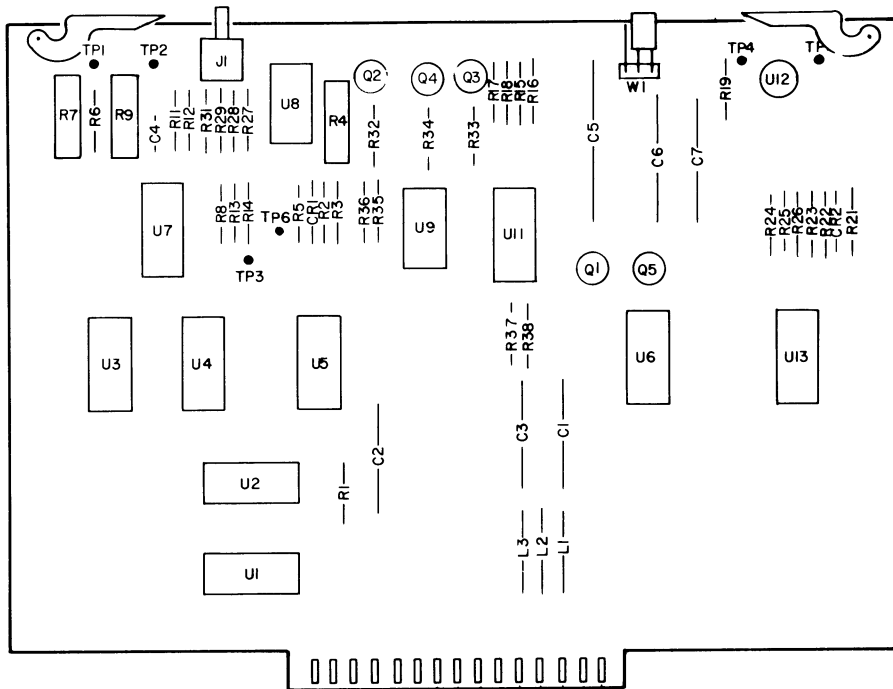 TP1
TP2
J1
Q2
Q4
Q3
R17
R18
R15
R16
W1
TP4
TP
R7
R6
R9
C4
R11
R12
R31
R29
R28
R27
U8
R4
R32
R34
R33
C5
C6
C7
R19
U12
U7
R8
R13
R14
TP6
TP3
R5
CR1
R2
R3
R36
R35
U9
U11
Q1
Q5
R24
R25
R26
R23
R22
CR2
R21
U3
U4
U5
R37
R38
U6
U13
C2
C3
C1
U2
R1
L3
L2
L1
U1